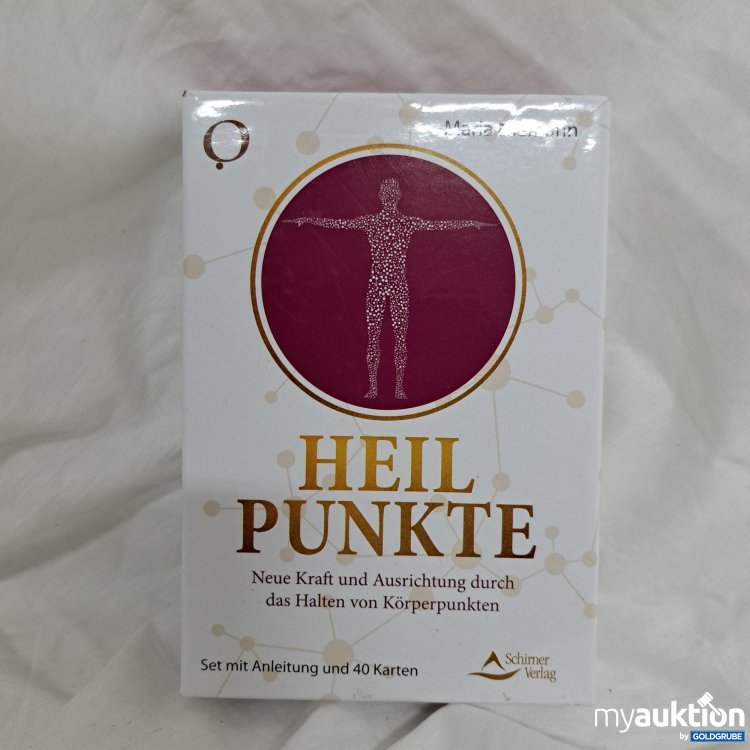 Maria
HEIL
PUNKTE
Neue Kraft und Ausrichtung durch
das Halten von Körperpunkten
Set mit Anleitung und 40 Karten
Schirner
Verlag
myauktion
by GOLDGRUBE